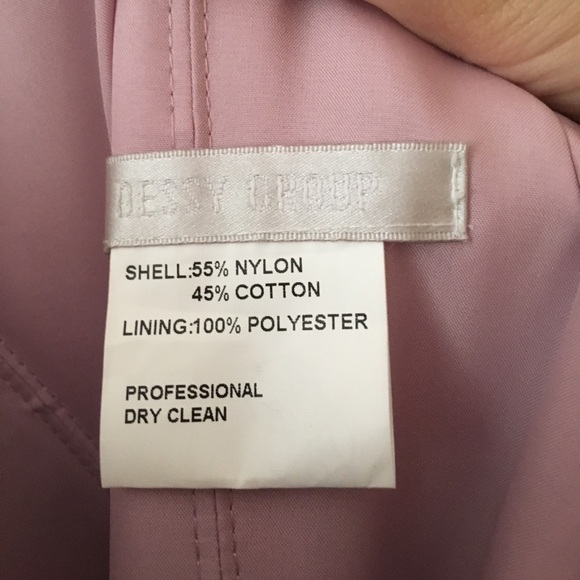 DESSY GROUP
SHELL:55% NYLON
45% COTTON
LINING:100% POLYESTER
PROFESSIONAL
DRY CLEAN